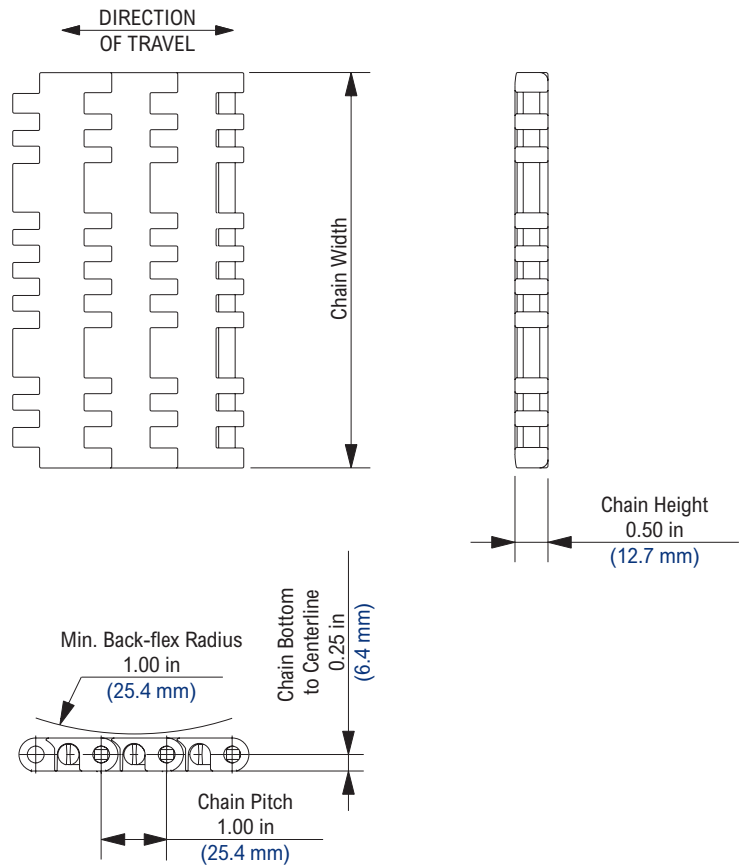 DIRECTION
OF TRAVEL
Chain Width
Chain Height
0.50 in
(12.7 mm)
Chain Bottom
to Centerline
0.25 in
(6.4 mm)
Min. Back-flex Radius
1.00 in
(25.4 mm)
Chain Pitch
1.00 in
(25.4 mm)